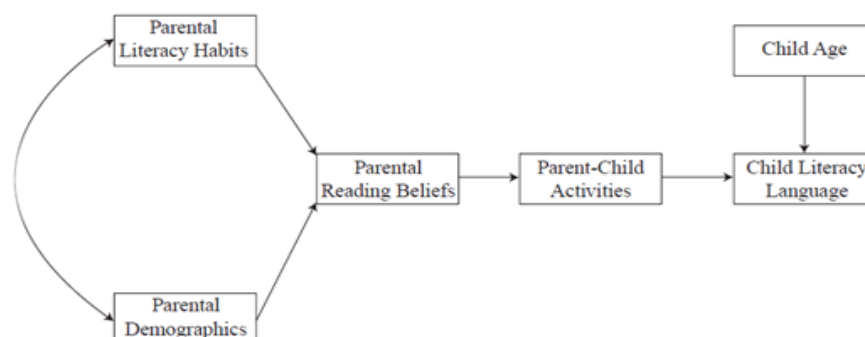 Parental
Literacy Habits
Child Age
Parental
Reading Beliefs
Parent-Child
Activities
Child Literacy
Language
Parental
Demographics